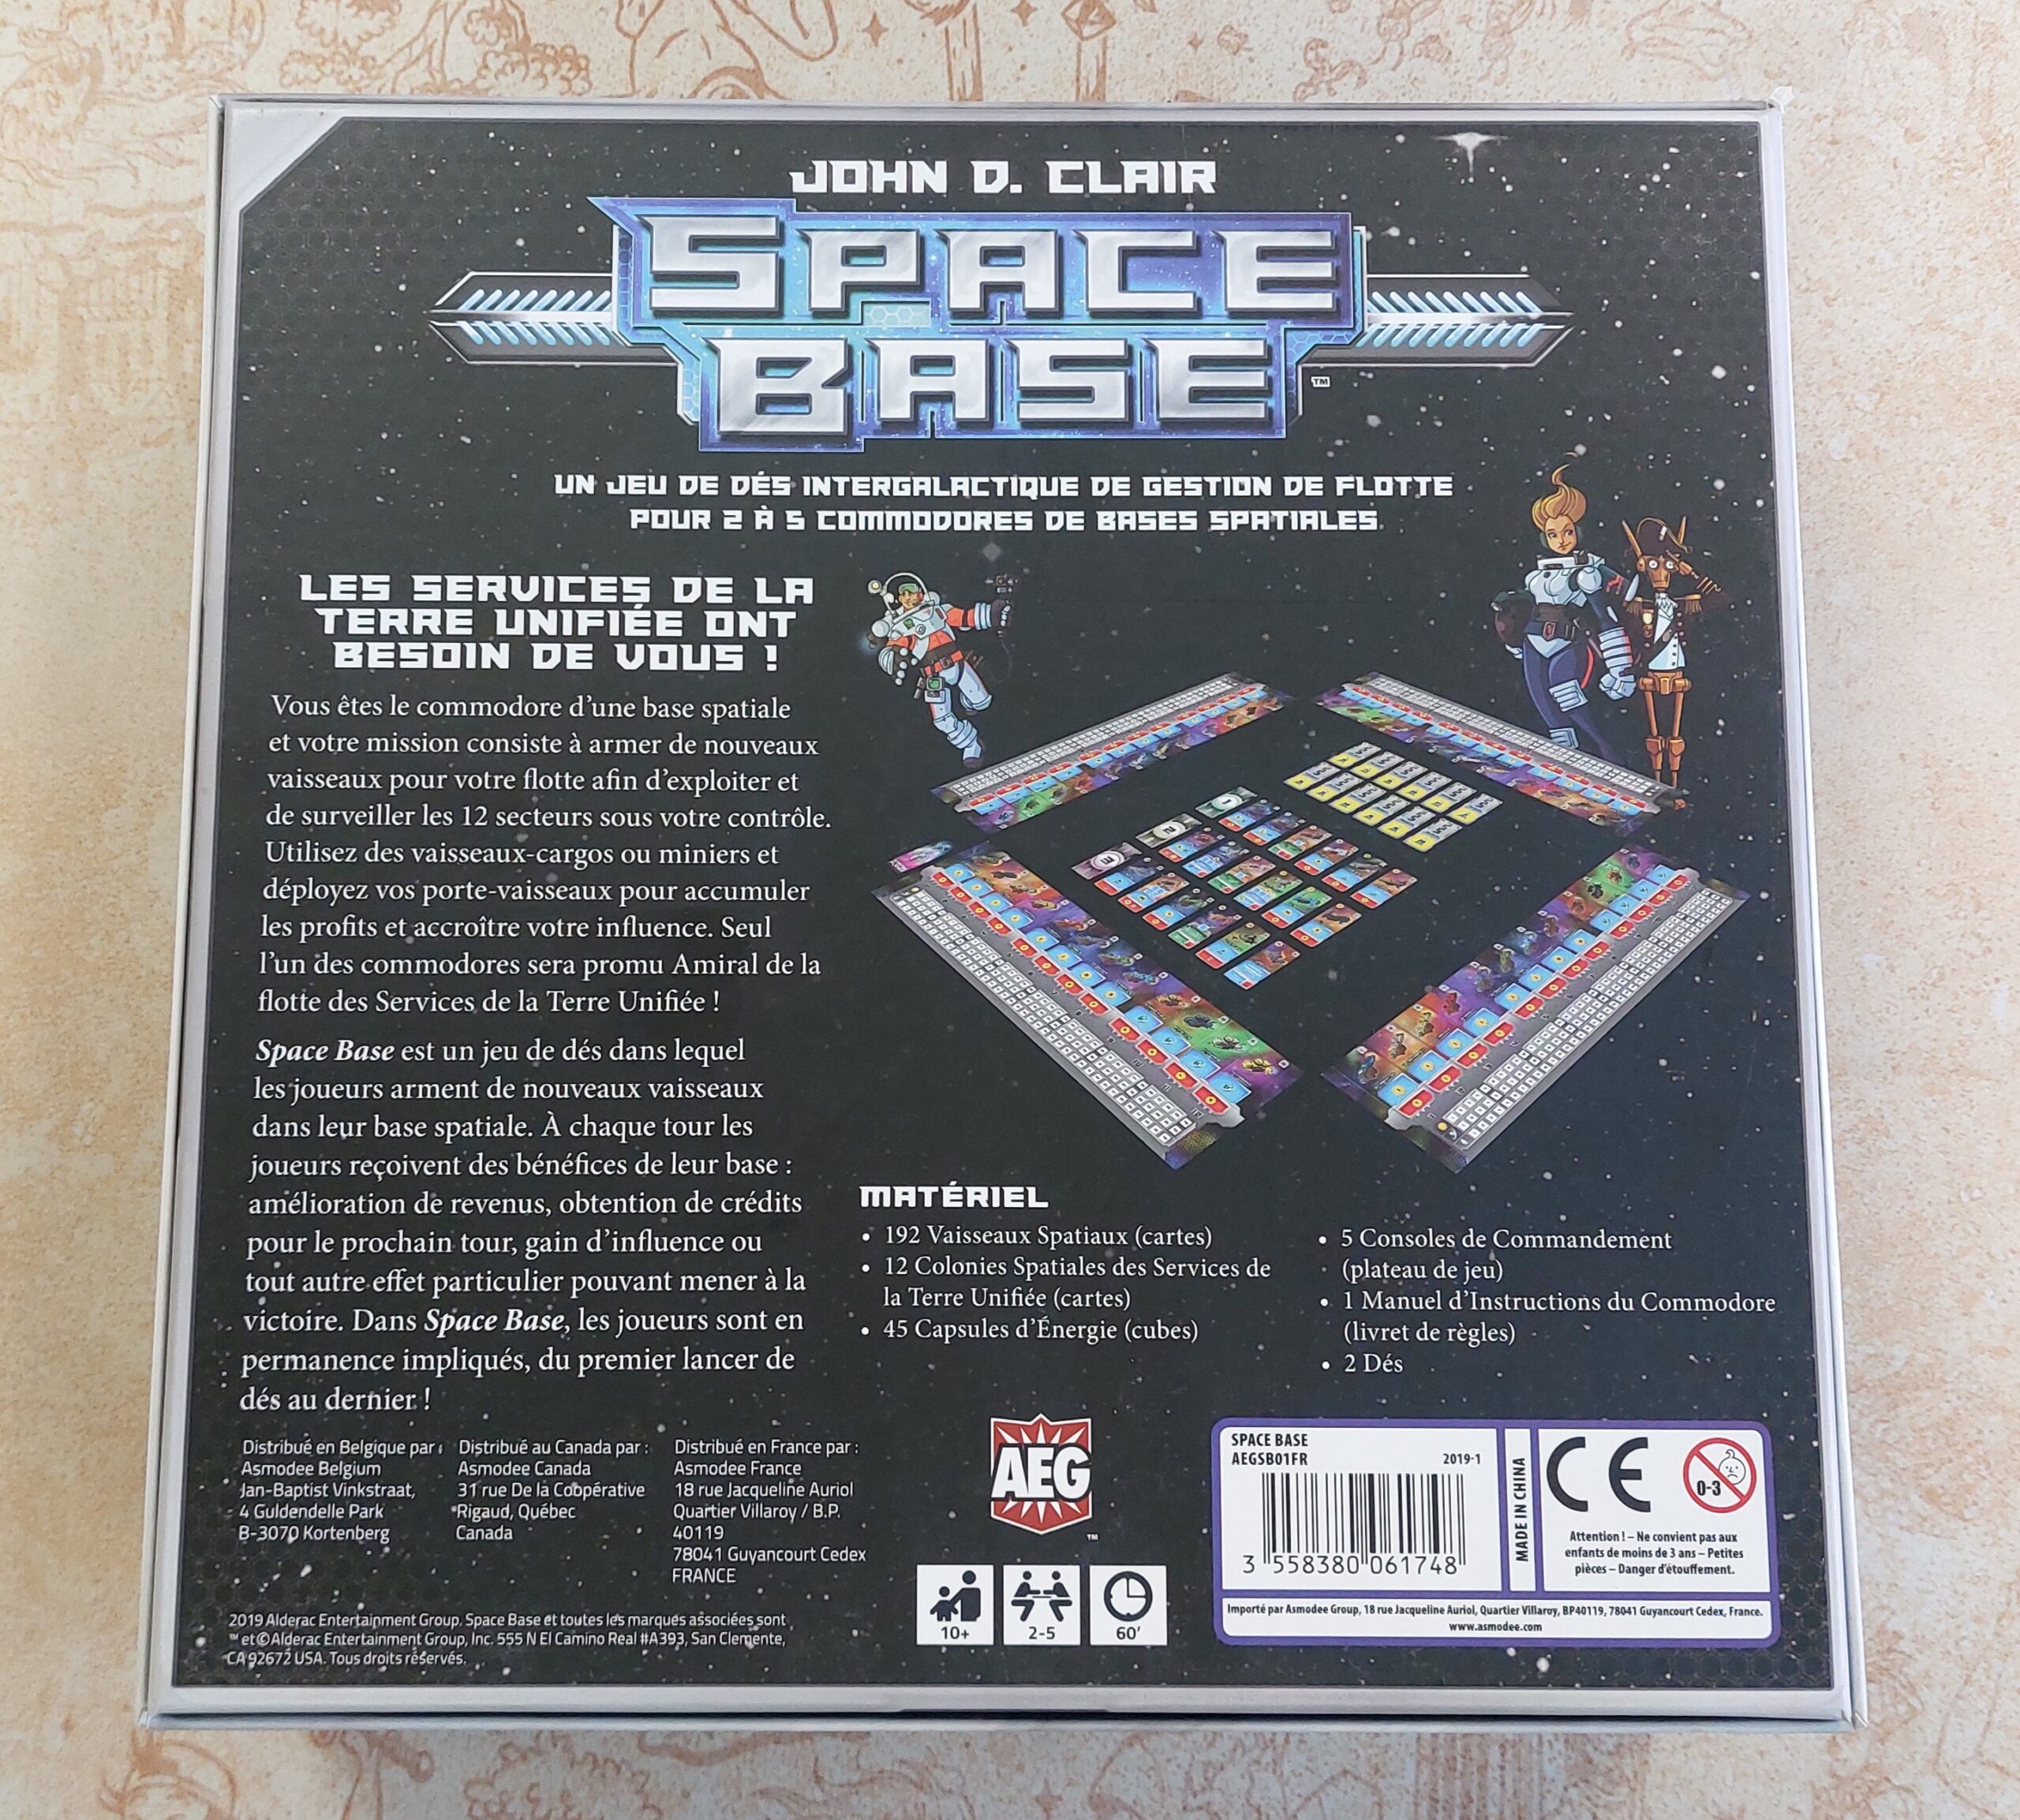 JOHN D. CLAIR
SPACE
BASE
TM
UN JEU DE DÉS INTERGALACTIQUE DE GESTION DE FLOTTE
POUR 2 À 5 COMMODORES DE BASES SPATIALES.
LES SERVICES DE LA
TERRE UNIFIÉE ONT
BESOIN DE VOUS !
Vous êtes le commodore d'une base spatiale
et votre mission consiste à armer de nouveaux
vaisseaux pour votre flotte afin d'exploiter et
de surveiller les 12 secteurs sous votre contrôle.
Utilisez des vaisseaux-cargos ou miniers et
déployez vos porte-vaisseaux pour accumuler
les profits et accroître votre influence. Seul
l'un des commodores sera promu Amiral de la
flotte des Services de la Terre Unifiée !
Space Base est un jeu de dés dans lequel
les joueurs arment de nouveaux vaisseaux
dans leur base spatiale. À chaque tour les
joueurs reçoivent des bénéfices de leur base :
amélioration de revenus, obtention de crédits
pour le prochain tour, gain d'influence ou
tout autre effet particulier pouvant mener à la
victoire. Dans Space Base, les joueurs sont en
permanence impliqués, du premier lancer de
dés au dernier !
MATÉRIEL
• 192 Vaisseaux Spatiaux (cartes)
• 12 Colonies Spatiales des Services de
la Terre Unifiée (cartes)
• 45 Capsules d'Énergie (cubes)
• 5 Consoles de Commandement
(plateau de jeu)
• 1 Manuel d'Instructions du Commodore
(livret de règles)
• 2 Dés
Distribué en Belgique par :
Asmodee Belgium
Jan-Baptist Vinkstraat,
4 Guldendelle Park
B-3070 Kortenberg
Distribué au Canada par :
Asmodee Canada
31 rue De la Coopérative
Rigaud, Québec
Canada
Distribué en France par :
Asmodee France
18 rue Jacqueline Auriol
Quartier Villaroy / B.P.
40119
78041 Guyancourt Cedex
FRANCE
2019 Alderac Entertainment Group. Space Base et toutes les marques associées sont
™ et © Alderac Entertainment Group, Inc. 555 N El Camino Real #A393, San Clemente,
CA 92672 USA. Tous droits réservés.
AEG
TM
10+
2-5
60'
SPACE BASE
AEGSB01FR
2019-1
3 558380 061748
MADE IN CHINA
CE
0-3
Attention ! – Ne convient pas aux
enfants de moins de 3 ans – Petites
pièces – Danger d'étouffement.
Importé par Asmodee Group, 18 rue Jacqueline Auriol, Quartier Villaroy, BP40119, 78041 Guyancourt Cedex, France.
www.asmodee.com